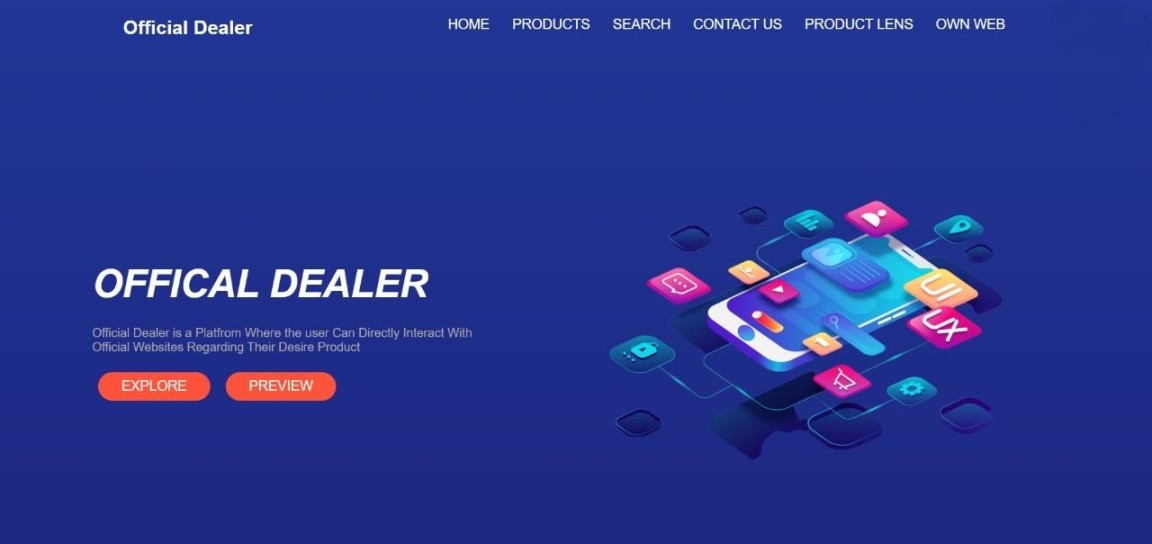 Official Dealer
HOME PRODUCTS SEARCH CONTACT US PRODUCT LENS OWN WEB
OFFICAL DEALER
Official Dealer is a Platfrom Where the user Can Directly Interact With
Official Websites Regarding Their Desire Product
EXPLORE PREVIEW
UI
UX